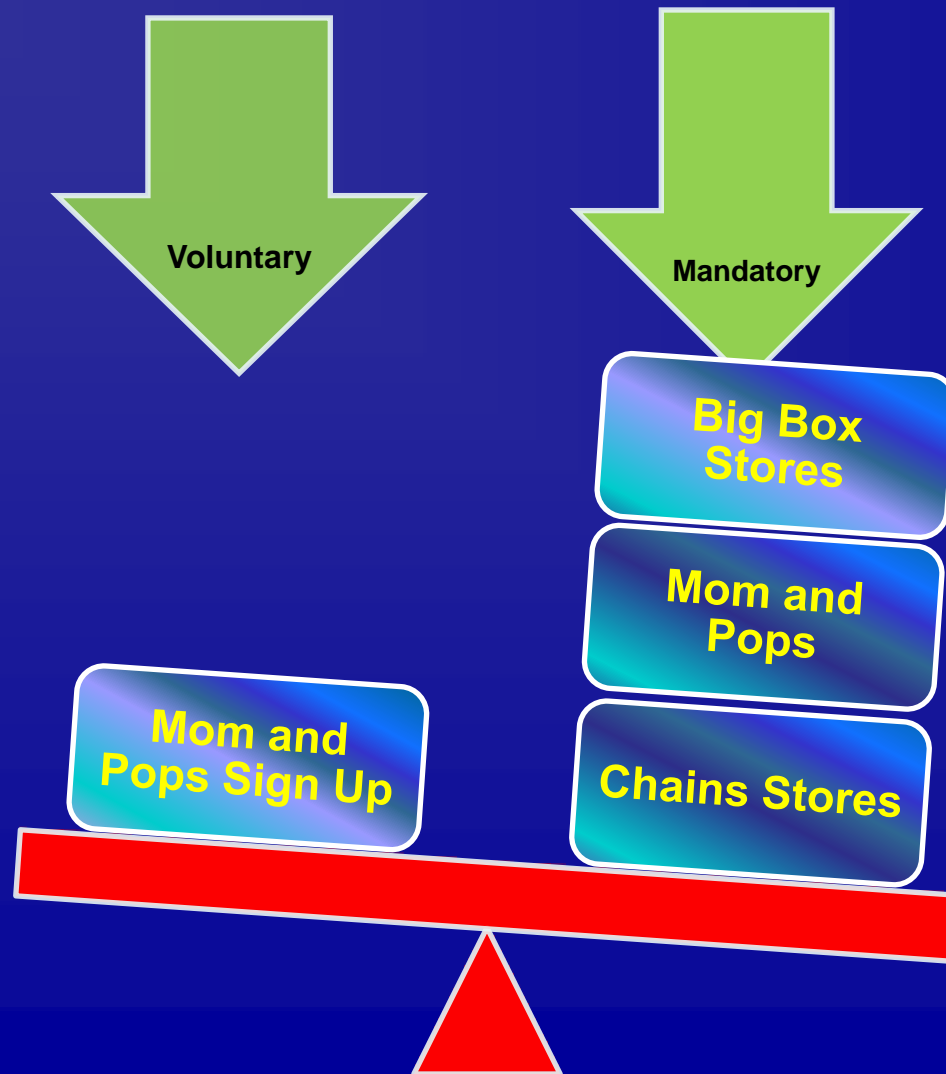 Voluntary
Mandatory
Big Box
Stores
Mom and
Pops
Mom and
Pops Sign Up
Chains Stores